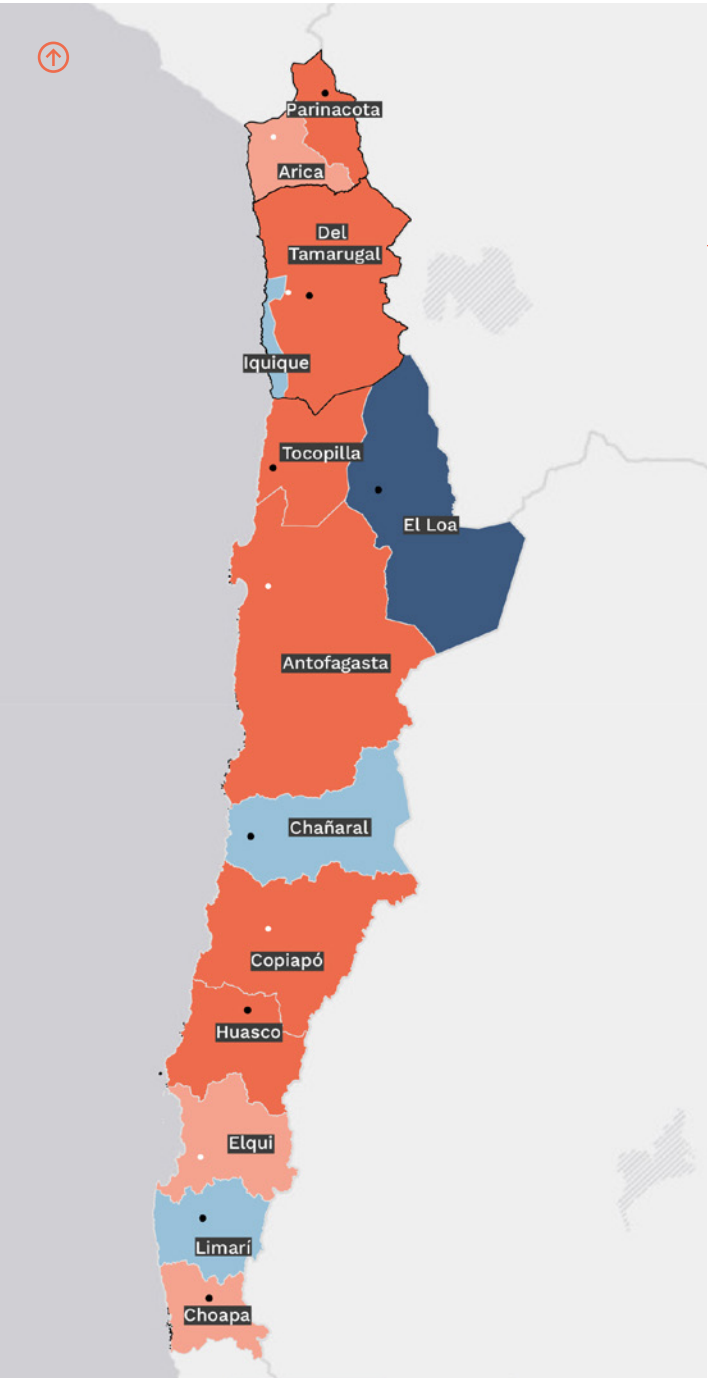 Parinacota
Arica
Del
Tamarugal
Iquique
Tocopilla
El Loa
Antofagasta
Chañaral
Copiapó
Huasco
Elqui
Limarí
Choapa